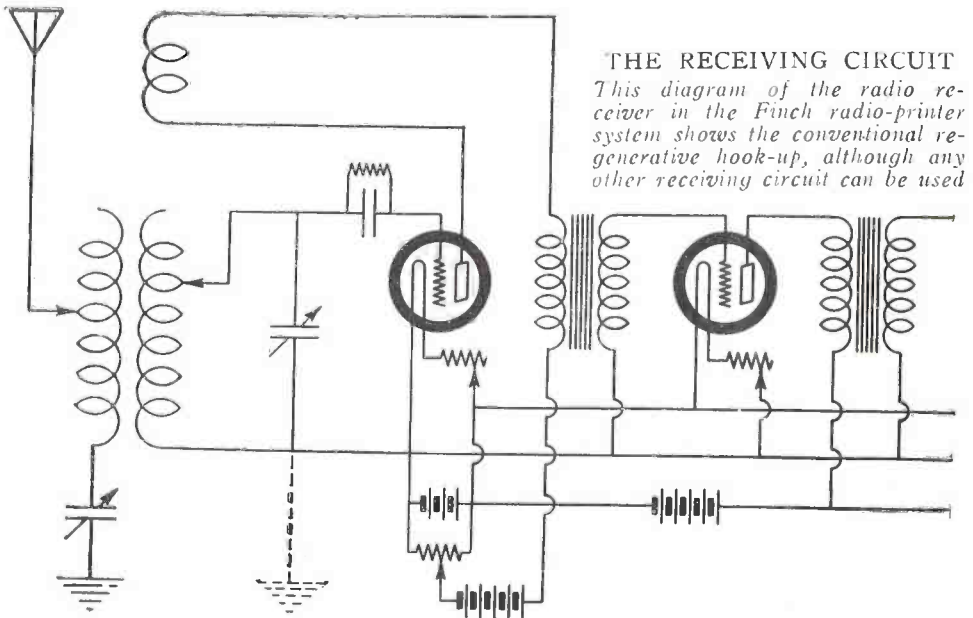 THE RECEIVING CIRCUIT
This diagram of the radio re-
ceiver in the Finch radio-printer
system shows the conventional re-
generative hook-up, although any
other receiving circuit can be used